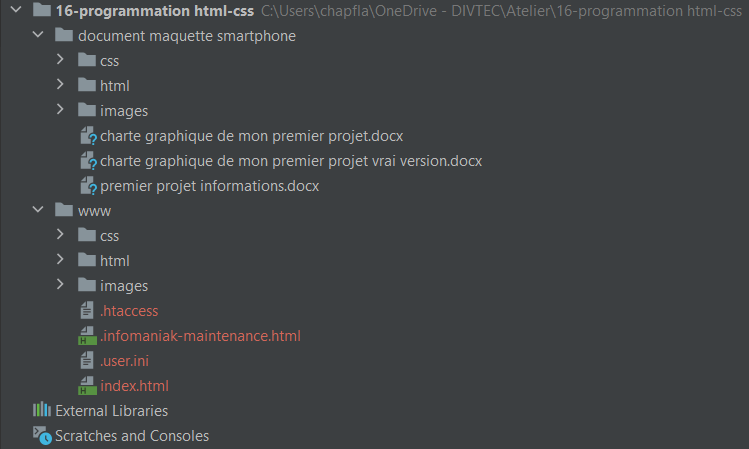 16-programmation html-css C:\Users\chapfla\OneDrive - DIVTEC\Atelier\16-programmation html-css
document maquette smartphone
css
html
images
charte graphique de mon premier projet.docx
charte graphique de mon premier projet vrai version.docx
premier projet informations.docx
www
css
html
images
.htaccess
.infomaniak-maintenance.html
.user.ini
index.html
External Libraries
Scratches and Consoles